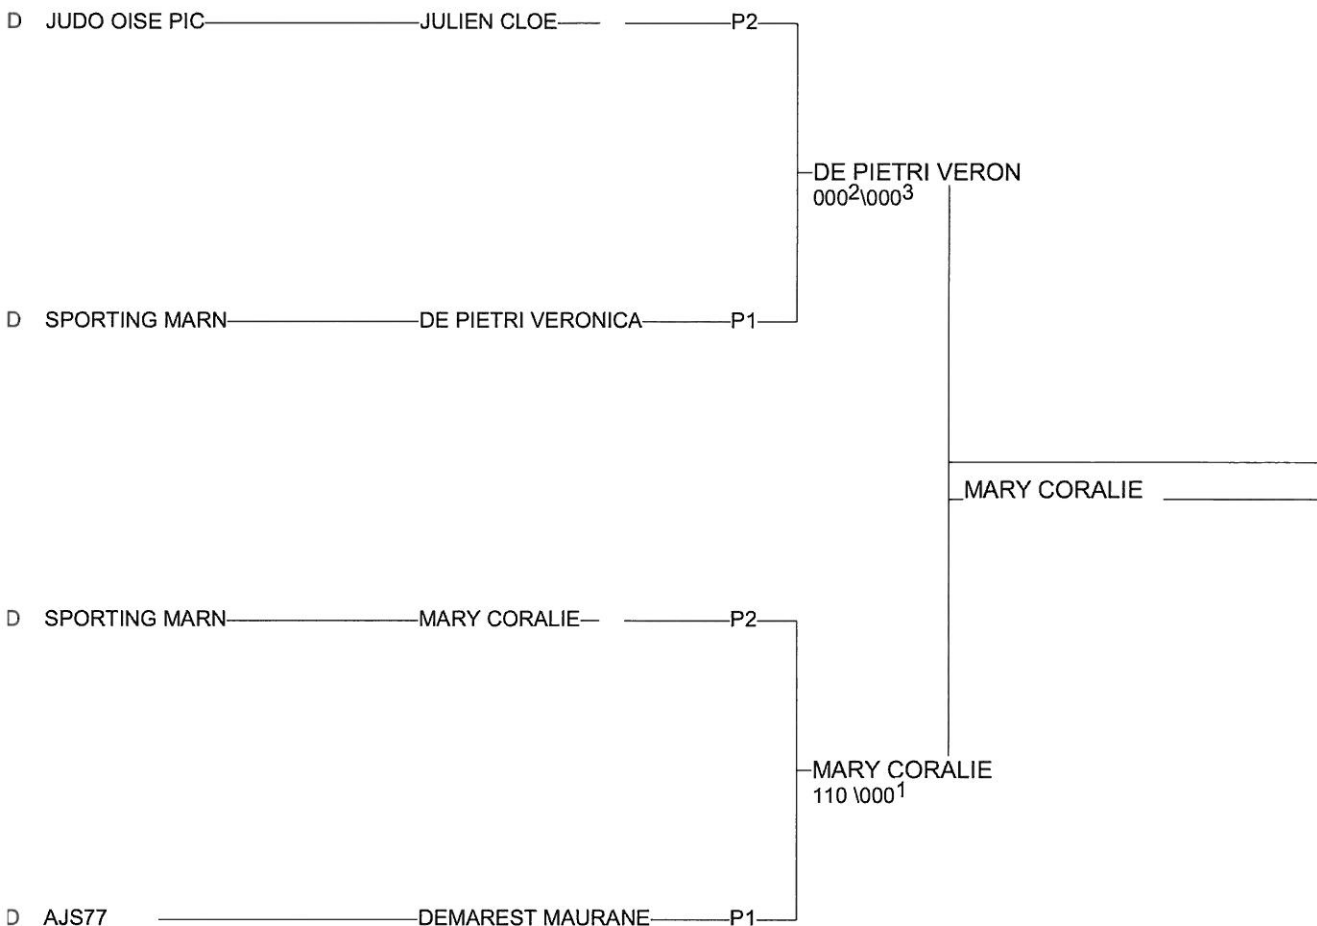 D JUDO OISE PIC JULIEN CLOE P2
DE PIETRI VERON
000²\000³
D SPORTING MARN DE PIETRI VERONICA P1
MARY CORALIE
D SPORTING MARN MARY CORALIE P2
MARY CORALIE
110 \000¹
D AJS77 DEMAREST MAURANE P1